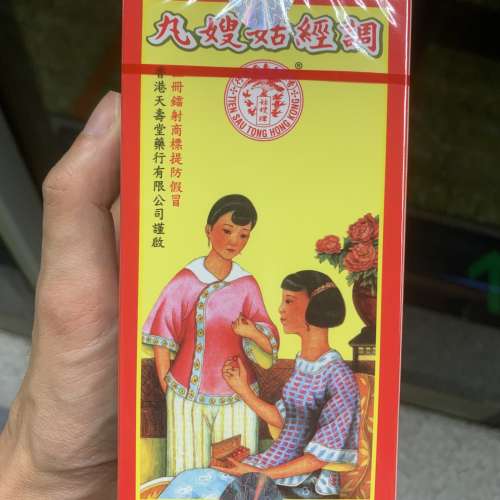 調經姑嫂丸
®
TIEN SAU TONG HONG KONG
冊鐳射商標提防假冒
香港天壽堂藥行有限公司謹啟